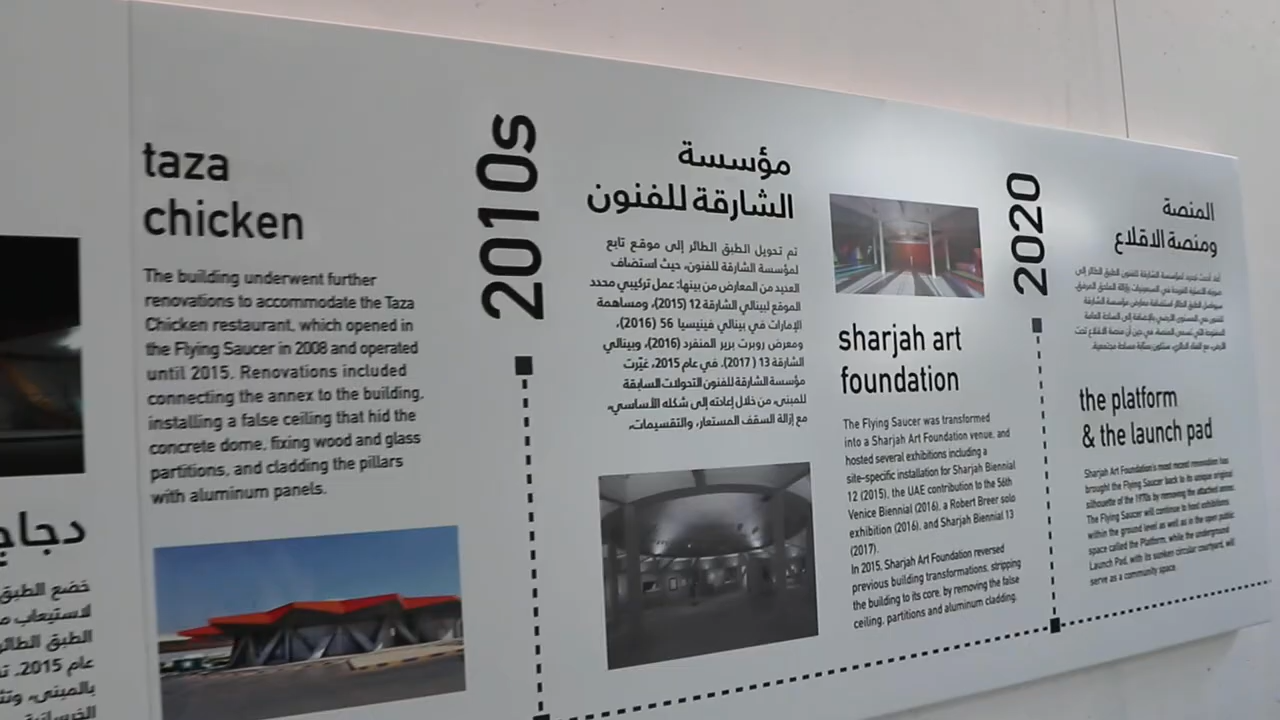 taza
chicken
The building underwent further
renovations to accommodate the Taza
Chicken restaurant, which opened in
the Flying Saucer in 2008 and operated
until 2015. Renovations included
connecting the annex to the building,
installing a false ceiling that hid the
concrete dome, fixing wood and glass
partitions, and cladding the pillars
with aluminum panels.
خضع الطبق
لاستيعاب
الطبق الطائر
عام 2015.
2010s
مؤسسة
الشارقة للفنون
تم تحويل الطبق الطائر إلى موقع تابع
لمؤسسة الشارقة للفنون، حيث استضاف
العديد من المعارض من بينها: عمل تركيبي محدد
الموقع لبينالي الشارقة 12 (2015)، ومساهمة
الإمارات في بينالي فينيسيا 56 (2016)،
ومعرض روبرت برير المنفرد (2016)، وبينالي
الشارقة 13 (2017). في عام 2015، غيّرت
مؤسسة الشارقة للفنون التحولات السابقة
للمبنى، من خلال إعادته إلى شكله الأساسي،
مع إزالة السقف المستعار، والتقسيمات،
sharjah art
foundation
The Flying Saucer was transformed
into a Sharjah Art Foundation venue, and
hosted several exhibitions including a
site-specific installation for Sharjah Biennial
12 (2015), the UAE contribution to the 56th
Venice Biennial (2016), a Robert Breer solo
exhibition (2016), and Sharjah Biennial 13
(2017).
In 2015, Sharjah Art Foundation reversed
previous building transformations, stripping
the building to its core, by removing the false
ceiling, partitions and aluminum cladding.
2020
المنصة
ومنصة الاقلاع
the platform
& the launch pad
Sharjah Art Foundation's most recent renovation has
brought the Flying Saucer back to its unique original
silhouette of the 1970s by removing the attached annex.
The Flying Saucer will continue to host exhibitions
within the ground level as well as in the open public
space called the Platform, while the underground
Launch Pad, with its sunken circular courtyard, will
serve as a community space.